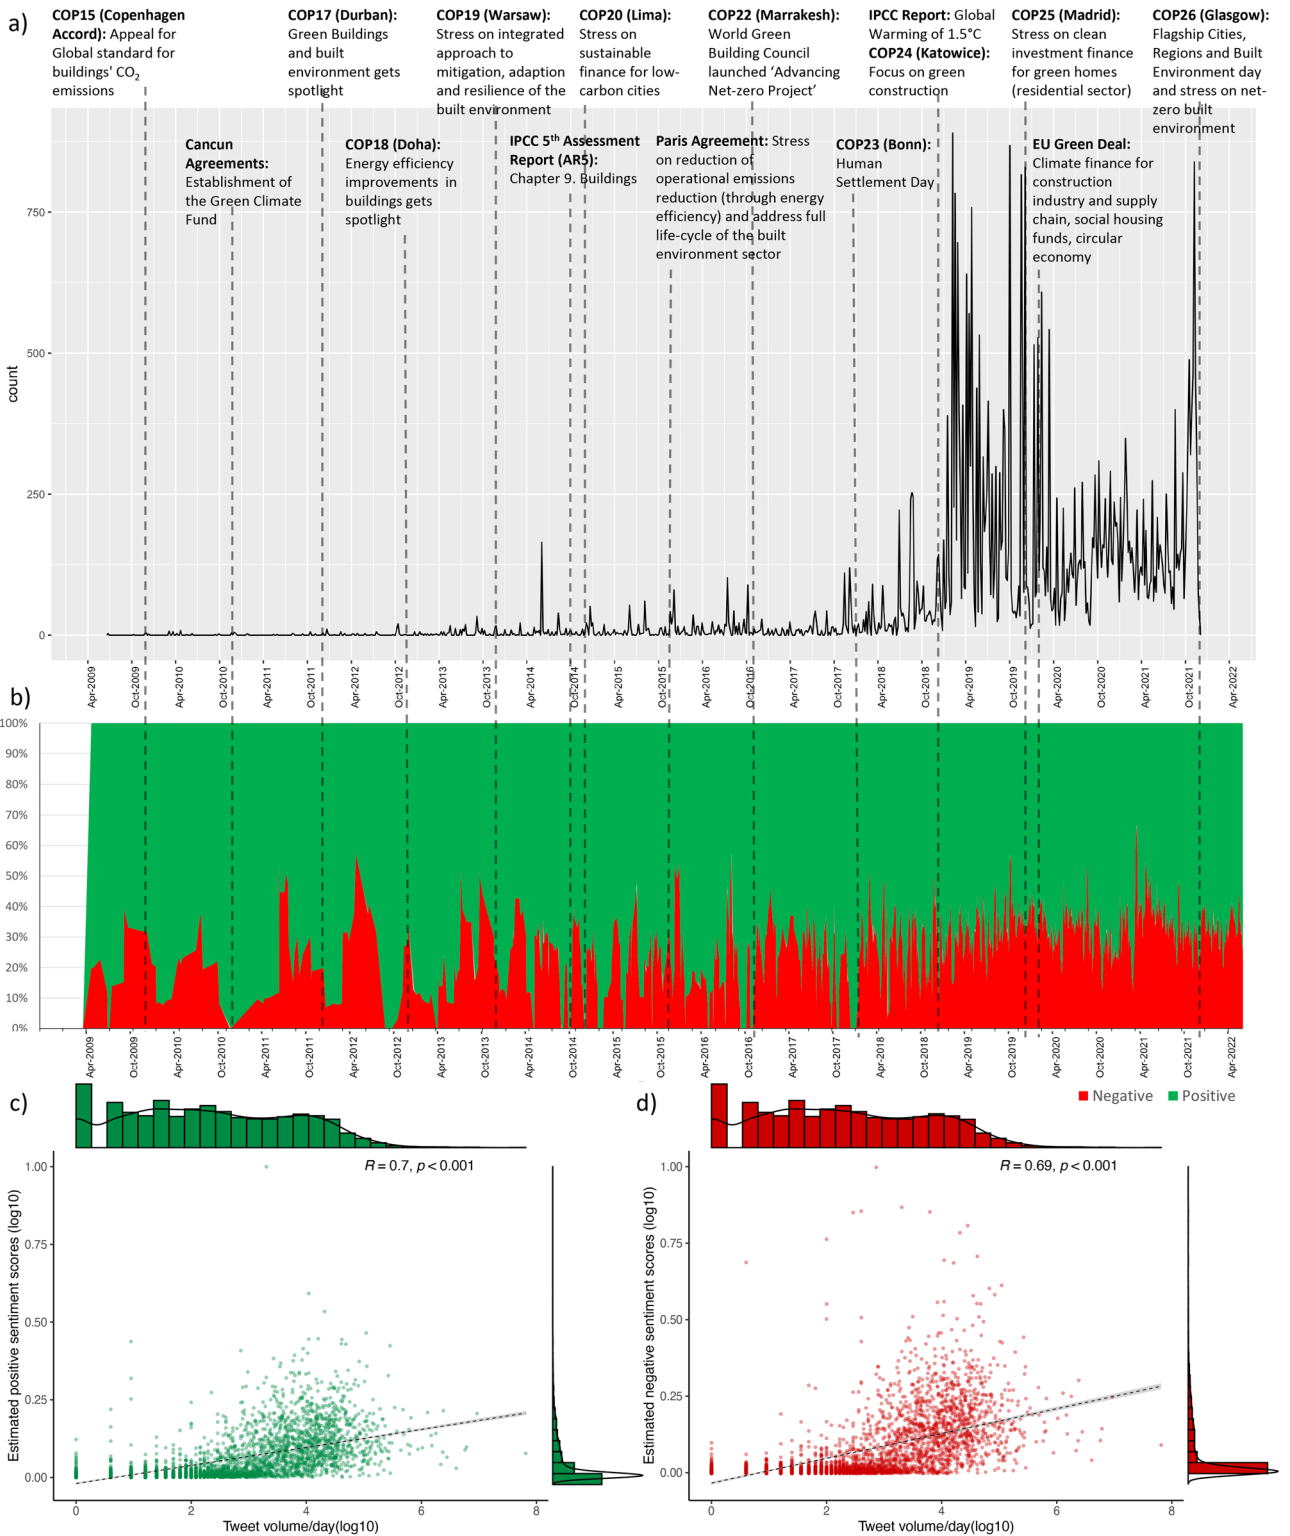 a)
COP15 (Copenhagen
Accord): Appeal for
Global standard for
buildings' CO2
emissions
COP17 (Durban):
Green Buildings
and built
environment gets
spotlight
COP19 (Warsaw):
Stress on integrated
approach to
mitigation, adaption
and resilience of the
built environment
COP20 (Lima):
Stress on
sustainable
finance for low-
carbon cities
COP22 (Marrakesh):
World Green
Building Council
launched ‘Advancing
Net-zero Project’
IPCC Report: Global
Warming of 1.5°C
COP24 (Katowice):
Focus on green
construction
COP25 (Madrid):
Stress on clean
investment finance
for green homes
(residential sector)
COP26 (Glasgow):
Flagship Cities,
Regions and Built
Environment day
and stress on net-
zero built
environment
Cancun
Agreements:
Establishment of
the Green Climate
Fund
COP18 (Doha):
Energy efficiency
improvements in
buildings gets
spotlight
IPCC 5th Assessment
Report (AR5):
Chapter 9. Buildings
Paris Agreement: Stress
on reduction of
operational emissions
reduction (through energy
efficiency) and address full
life-cycle of the built
environment sector
COP23 (Bonn):
Human
Settlement Day
EU Green Deal:
Climate finance for
construction
industry and supply
chain, social housing
funds, circular
economy
count
750
500
250
0
Apr-2009
Oct-2009
Apr-2010
Oct-2010
Apr-2011
Oct-2011
Apr-2012
Oct-2012
Apr-2013
Oct-2013
Apr-2014
Oct-2014
Apr-2015
Oct-2015
Apr-2016
Oct-2016
Apr-2017
Oct-2017
Apr-2018
Oct-2018
Apr-2019
Oct-2019
Apr-2020
Oct-2020
Apr-2021
Oct-2021
Apr-2022
b)
100%
90%
80%
70%
60%
50%
40%
30%
20%
10%
0%
Apr-2009
Oct-2009
Apr-2010
Oct-2010
Apr-2011
Oct-2011
Apr-2012
Oct-2012
Apr-2013
Oct-2013
Apr-2014
Oct-2014
Apr-2015
Oct-2015
Apr-2016
Oct-2016
Apr-2017
Oct-2017
Apr-2018
Oct-2018
Apr-2019
Oct-2019
Apr-2020
Oct-2020
Apr-2021
Oct-2021
Apr-2022
Negative
Positive
c)
R = 0.7, p < 0.001
Estimated positive sentiment scores (log10)
1.00
0.75
0.50
0.25
0.00
0
2
4
6
8
Tweet volume/day(log10)
d)
R = 0.69, p < 0.001
Estimated negative sentiment scores (log10)
1.00
0.75
0.50
0.25
0.00
0
2
4
6
8
Tweet volume/day(log10)